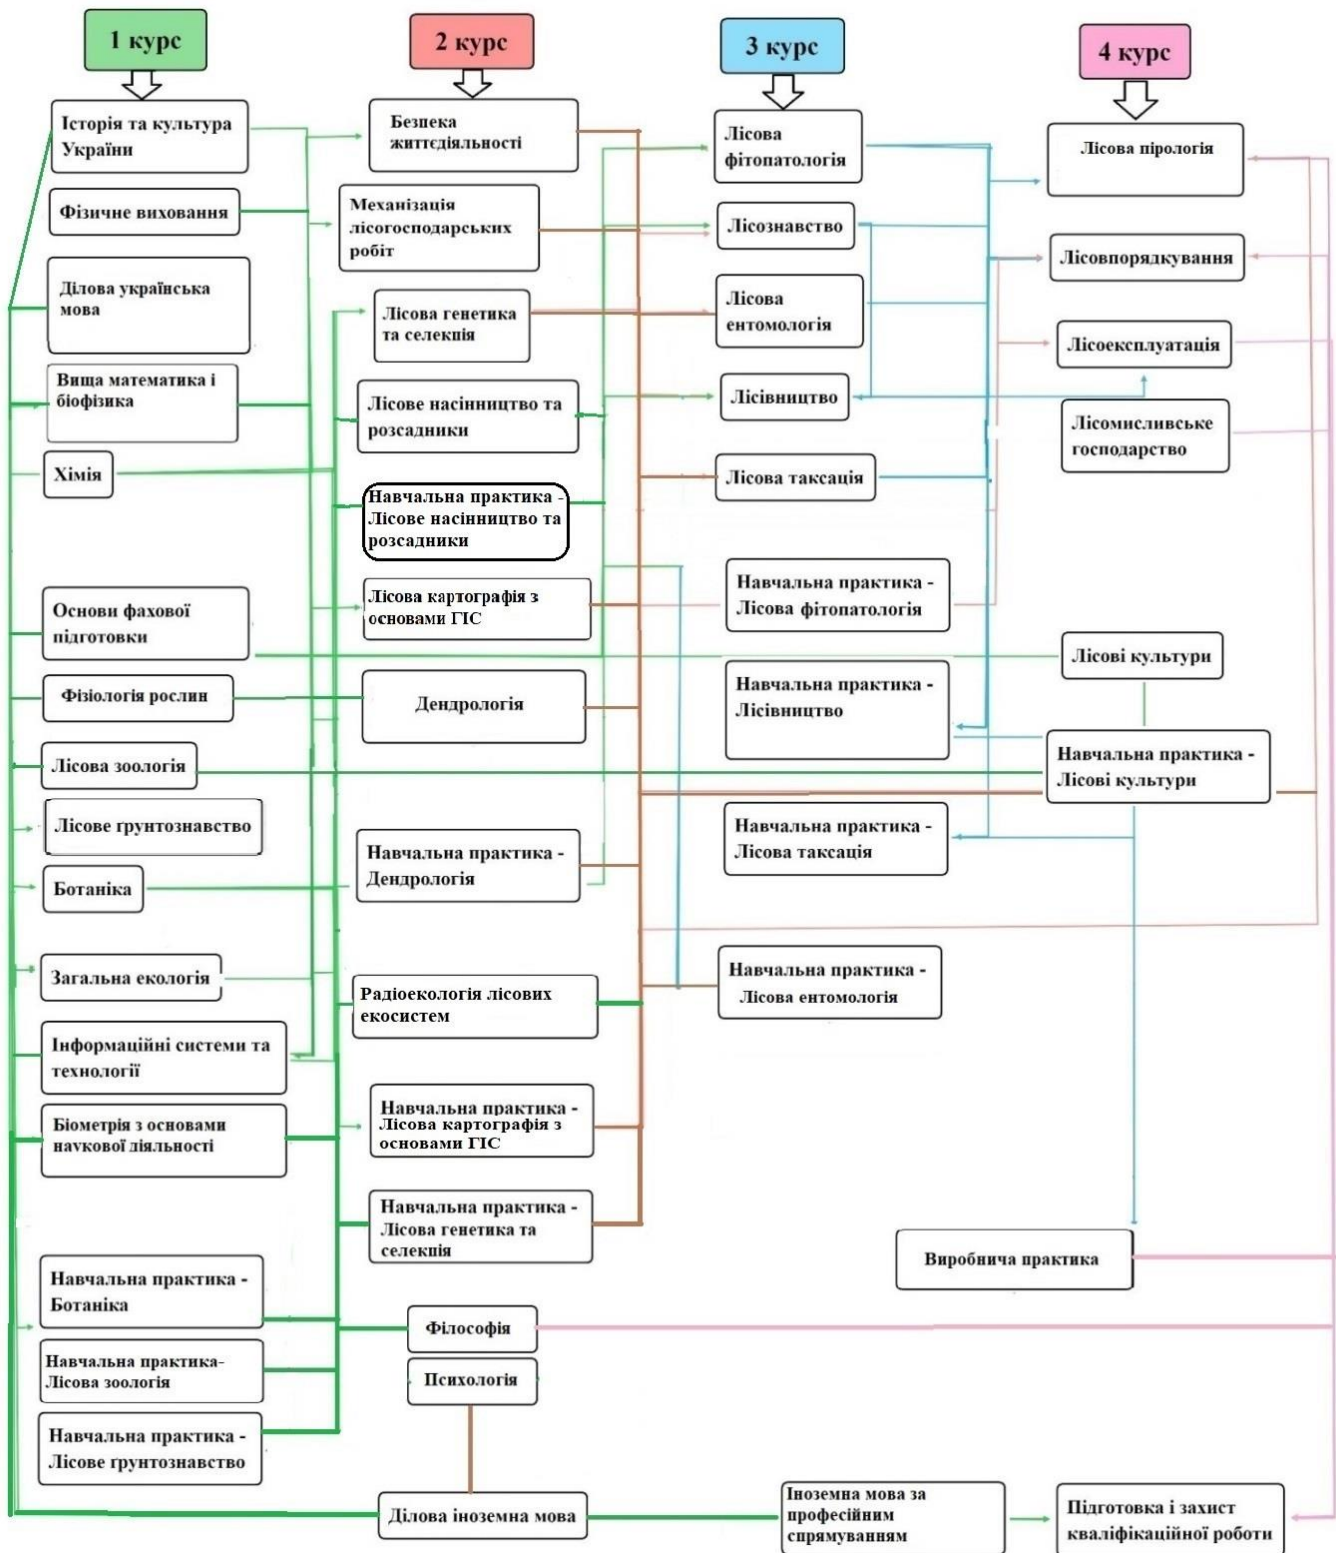 1 курс
2 курс
3 курс
4 курс
Історія та культура
України
Фізичне виховання
Ділова українська
мова
Вища математика і
біофізика
Хімія
Основи фахової
підготовки
Фізіологія рослин
Лісова зоологія
Лісове ґрунтознавство
Ботаніка
Загальна екологія
Інформаційні системи та
технології
Біометрія з основами
наукової діяльності
Навчальна практика -
Ботаніка
Навчальна практика-
Лісова зоологія
Навчальна практика -
Лісове ґрунтознавство
Безпека
життєдіяльності
Механізація
лісогосподарських
робіт
Лісова генетика
та селекція
Лісове насінництво та
розсадники
Навчальна практика -
Лісове насінництво та
розсадники
Лісова картографія з
основами ГІС
Дендрологія
Навчальна практика -
Дендрологія
Радіоекологія лісових
екосистем
Навчальна практика -
Лісова картографія з
основами ГІС
Навчальна практика -
Лісова генетика та
селекція
Філософія
Психологія
Ділова іноземна мова
Лісова
фітопатологія
Лісознавство
Лісова
ентомологія
Лісівництво
Лісова таксація
Навчальна практика -
Лісова фітопатологія
Навчальна практика -
Лісівництво
Навчальна практика -
Лісова таксація
Навчальна практика -
Лісова ентомологія
Виробнича практика
Іноземна мова за
професійним
спрямуванням
Лісова пірологія
Лісовпорядкування
Лісоексплуатація
Лісомисливське
господарство
Лісові культури
Навчальна практика -
Лісові культури
Підготовка і захист
кваліфікаційної роботи